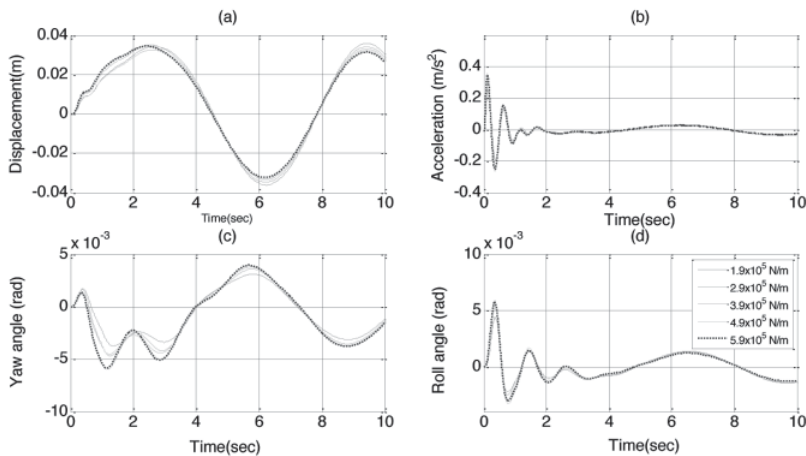 (a)
0.04
0.02
0
-0.02
-0.04
Displacement(m)
0 2 4 6 8 10
Time(sec)
(b)
0.4
0.2
0
-0.2
-0.4
Acceleration (m/s²)
0 2 4 6 8 10
Time(sec)
(c)
x 10⁻³
5
0
-5
-10
Yaw angle (rad)
0 2 4 6 8 10
Time(sec)
(d)
x 10⁻³
10
5
0
-5
Roll angle (rad)
1.9x10⁵ N/m
2.9x10⁵ N/m
3.9x10⁵ N/m
4.9x10⁵ N/m
5.9x10⁵ N/m
0 2 4 6 8 10
Time(sec)